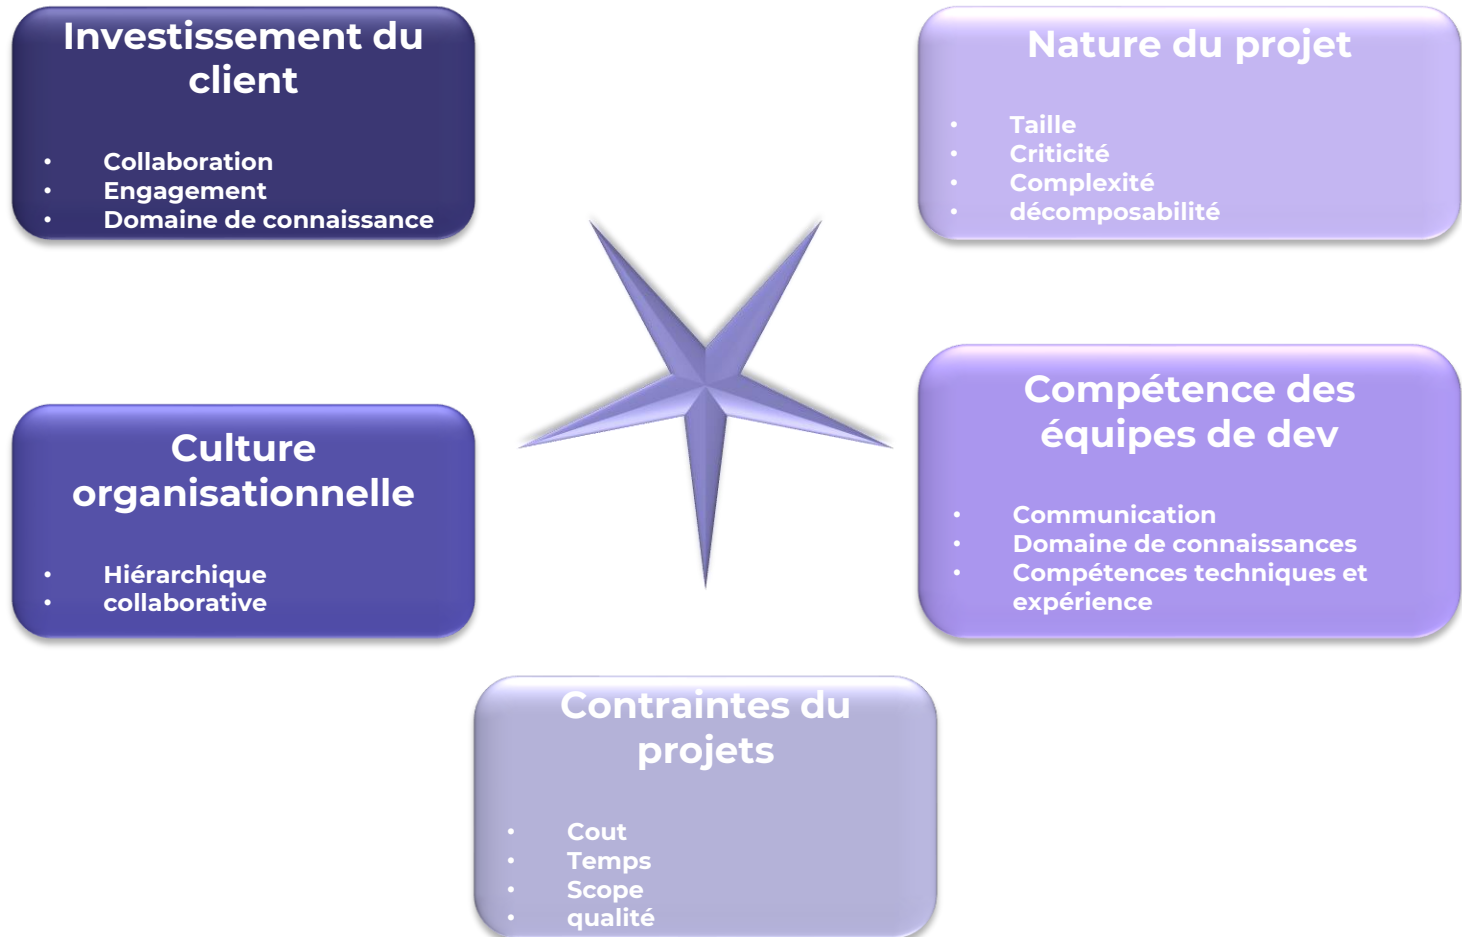 Investissement du
client
• Collaboration
• Engagement
• Domaine de connaissance
Nature du projet
• Taille
• Criticité
• Complexité
• décomposabilité
Culture
organisationnelle
• Hiérarchique
• collaborative
Compétence des
équipes de dev
• Communication
• Domaine de connaissances
• Compétences techniques et
expérience
Contraintes du
projets
• Cout
• Temps
• Scope
• qualité